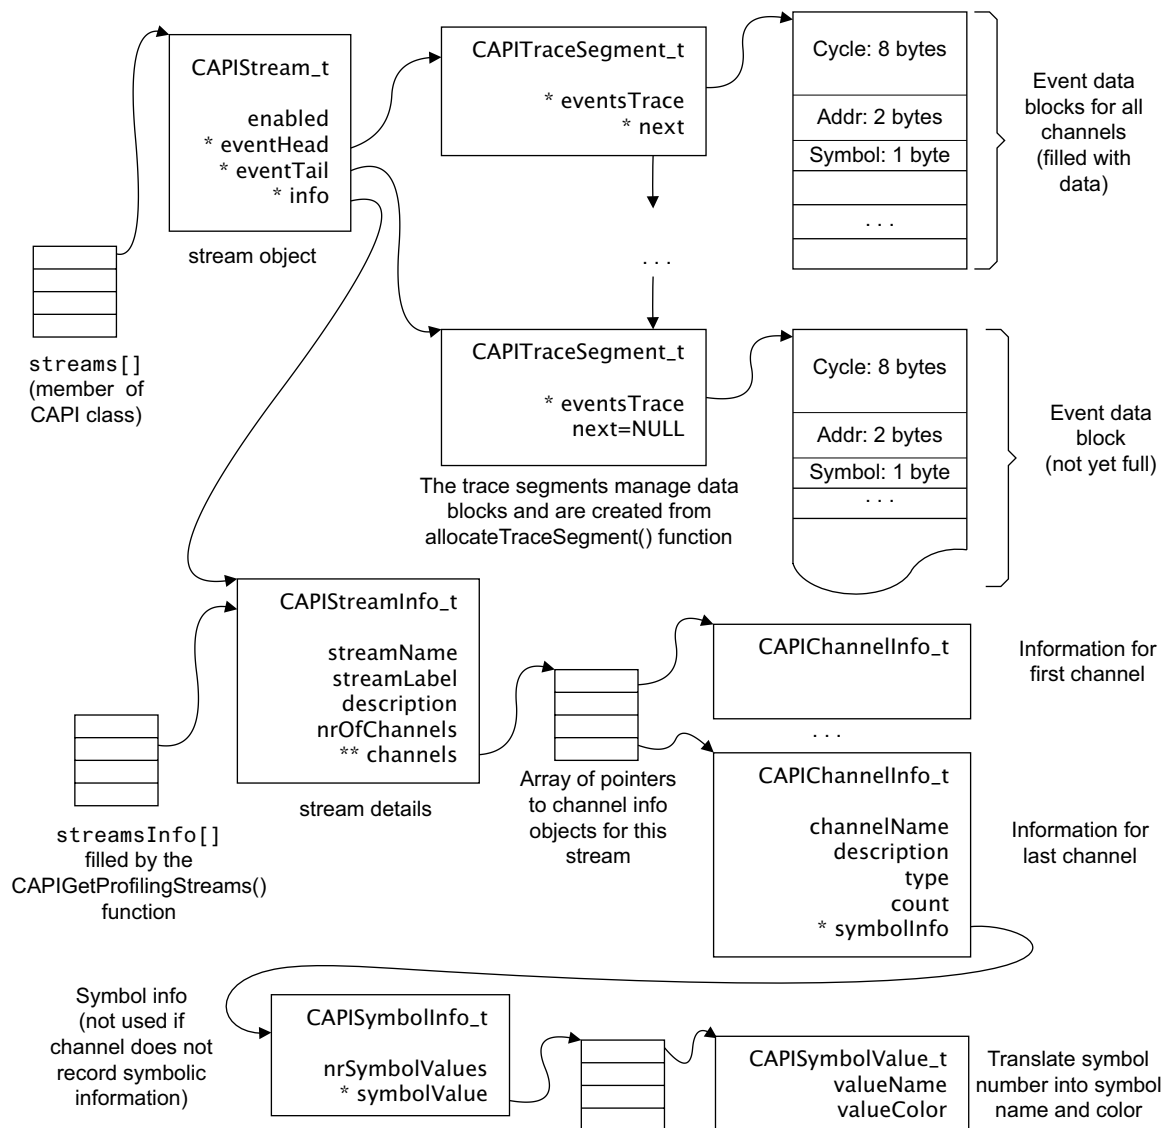 CAPIStream_t
enabled
* eventHead
* eventTail
* info
stream object
CAPITraceSegment_t
* eventsTrace
* next
Cycle: 8 bytes
Addr: 2 bytes
Symbol: 1 byte
. . .
Event data
blocks for all
channels
(filled with
data)
. . .
streams[]
(member of
CAPI class)
CAPITraceSegment_t
* eventsTrace
next=NULL
The trace segments manage data
blocks and are created from
allocateTraceSegment() function
Cycle: 8 bytes
Addr: 2 bytes
Symbol: 1 byte
. . .
Event data
block
(not yet full)
CAPIStreamInfo_t
streamName
streamLabel
description
nrOfChannels
** channels
stream details
streamsInfo[]
filled by the
CAPIGetProfilingStreams()
function
Array of pointers
to channel info
objects for this
stream
CAPIChannelInfo_t
Information for
first channel
. . .
CAPIChannelInfo_t
channelName
description
type
count
* symbolInfo
Information for
last channel
Symbol info
(not used if
channel does not
record symbolic
information)
CAPISymbolInfo_t
nrSymbolValues
* symbolValue
CAPISymbolValue_t
valueName
valueColor
Translate symbol
number into symbol
name and color